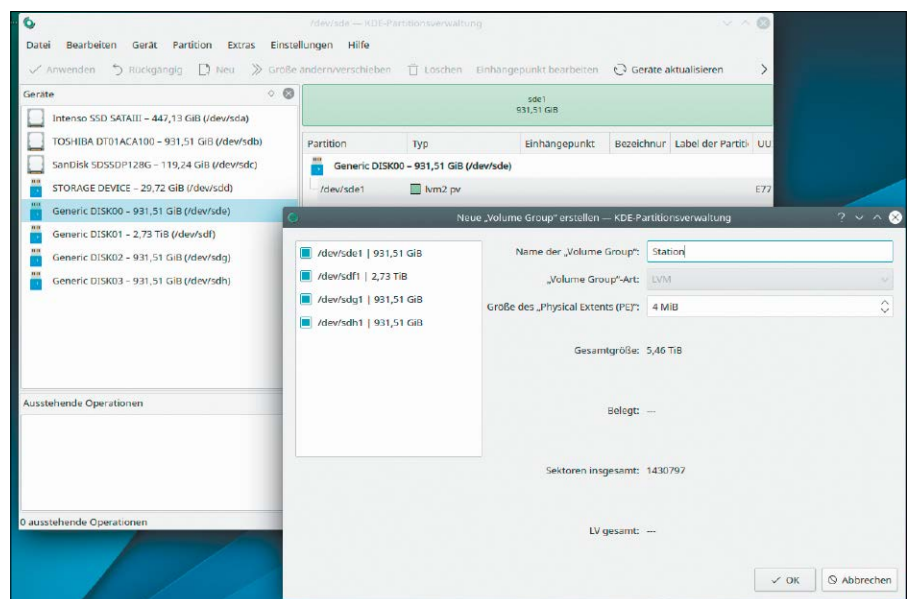 /dev/sde — KDE-Partitionsverwaltung
Datei Bearbeiten Gerät Partition Extras Einstellungen Hilfe
Anwenden Rückgängig Neu Größe ändern/verschieben Löschen Einhängepunkt bearbeiten Geräte aktualisieren
Geräte
Intenso SSD SATAIII – 447,13 GiB (/dev/sda)
TOSHIBA DT01ACA100 – 931,51 GiB (/dev/sdb)
SanDisk SDSSDP128G – 119,24 GiB (/dev/sdc)
STORAGE DEVICE – 29,72 GiB (/dev/sdd)
Generic DISK00 – 931,51 GiB (/dev/sde)
Generic DISK01 – 2,73 TiB (/dev/sdf)
Generic DISK02 – 931,51 GiB (/dev/sdg)
Generic DISK03 – 931,51 GiB (/dev/sdh)
Ausstehende Operationen
0 ausstehende Operationen
sde1
931,51 GiB
Partition Typ Einhängepunkt Bezeichnur Label der Partiti UU
Generic DISK00 – 931,51 GiB (/dev/sde)
/dev/sde1 lvm2 pv E77
Neue „Volume Group“ erstellen — KDE-Partitionsverwaltung
/dev/sde1 | 931,51 GiB
/dev/sdf1 | 2,73 TiB
/dev/sdg1 | 931,51 GiB
/dev/sdh1 | 931,51 GiB
Name der „Volume Group“: Station
„Volume Group“-Art: LVM
Größe des „Physical Extents (PE)“: 4 MiB
Gesamtgröße: 5,46 TiB
Belegt: ---
Sektoren insgesamt: 1430797
LV gesamt: ---
OK Abbrechen